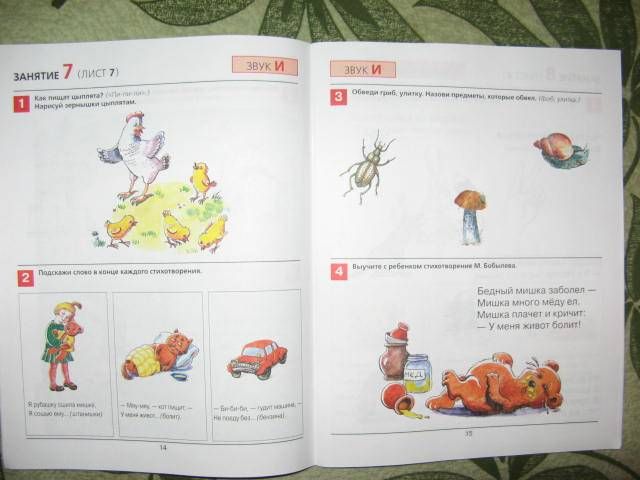 ЗАНЯТИЕ 7 (ЛИСТ 7)
ЗВУК И
1 Как пищат цыплята? («Пи-пи-пи».)
Нарисуй зернышки цыплятам.
2 Подскажи слово в конце каждого стихотворения.
Я рубашку сшила мишке,
Я сошью ему... (штанишки)
— Мяу-мяу, — кот пищит, —
У меня живот... (болит).
— Би-би-би, — гудит машина, —
Не поеду без... (бензина).
14
ЗВУК И
3 Обведи гриб, улитку. Назови предметы, которые обвел. (Гриб, улитка.)
4 Выучите с ребенком стихотворение М. Бобылева.
Бедный мишка заболел —
Мишка много мёду ел.
Мишка плачет и кричит:
— У меня живот болит!
МЁД
15